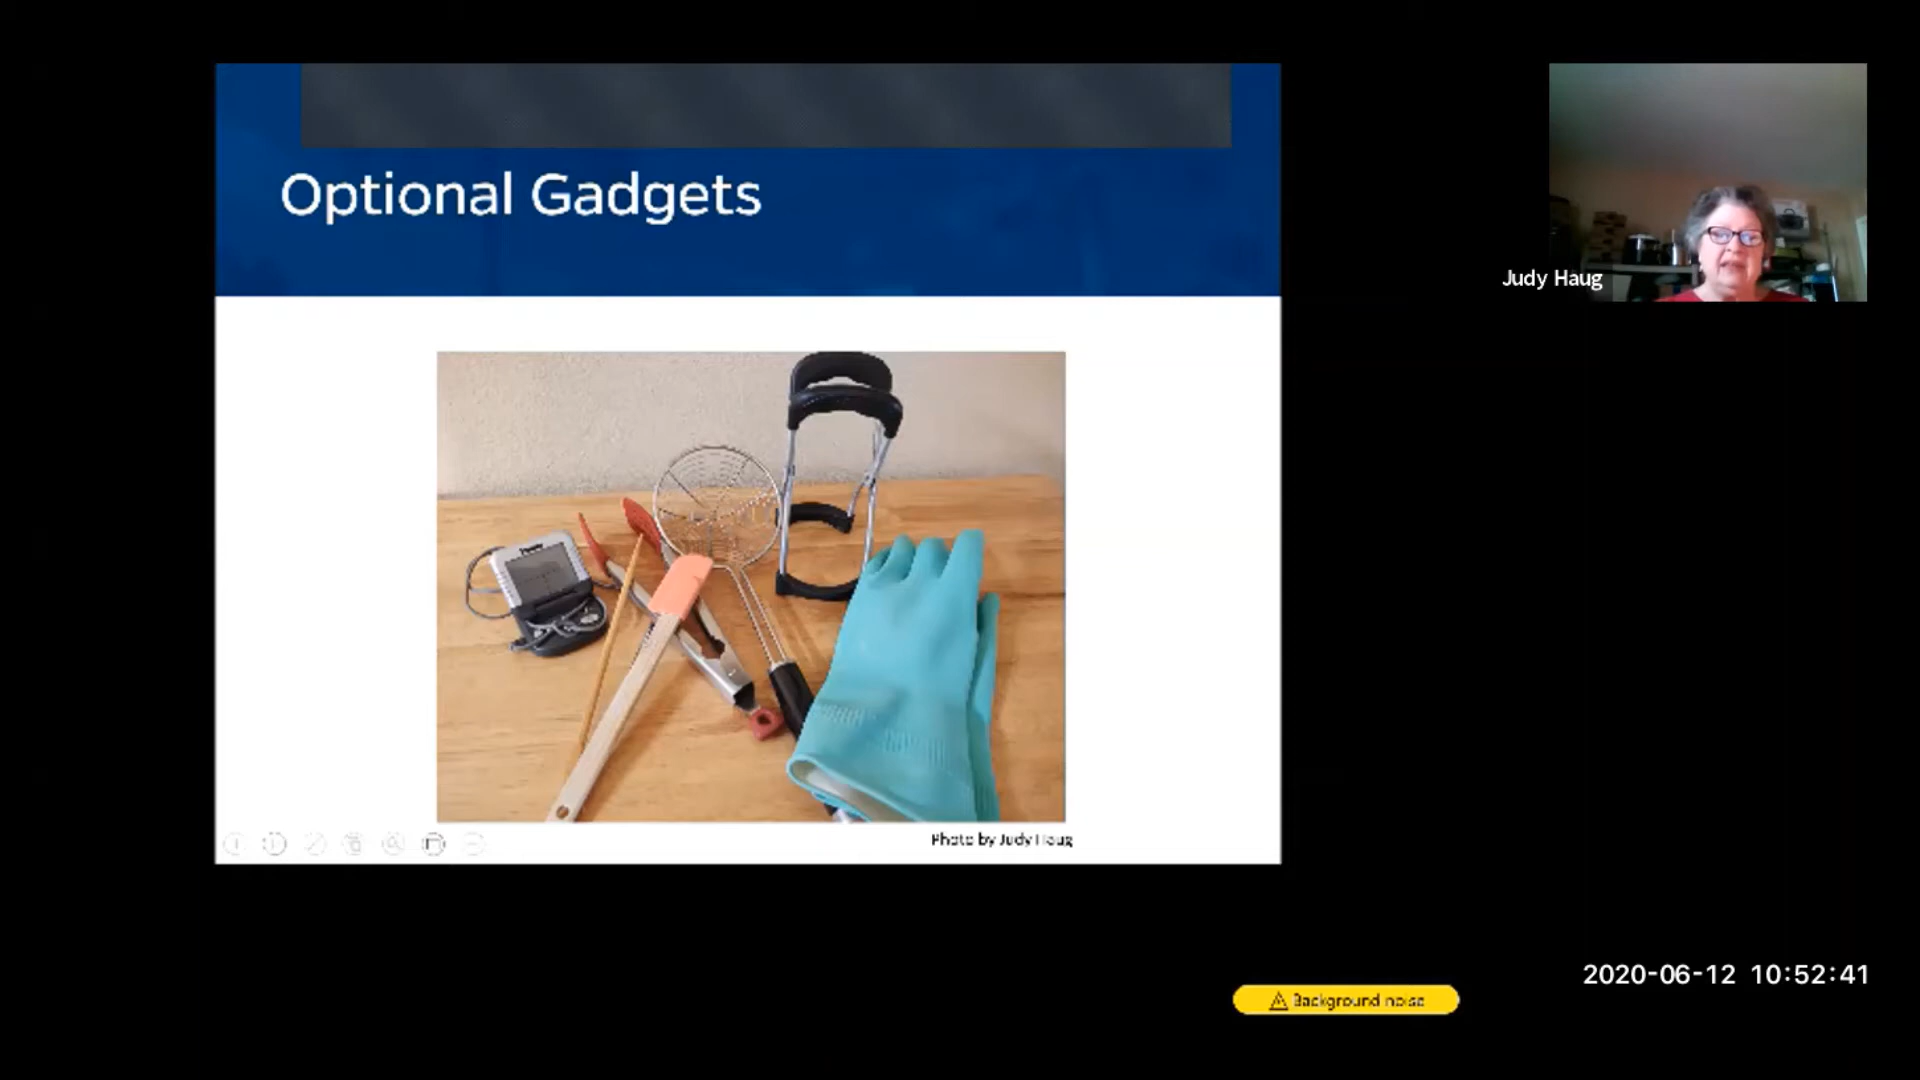 Optional Gadgets
Judy Haug
Photo by Judy Haug
2020-06-12 10:52:41
Background noise